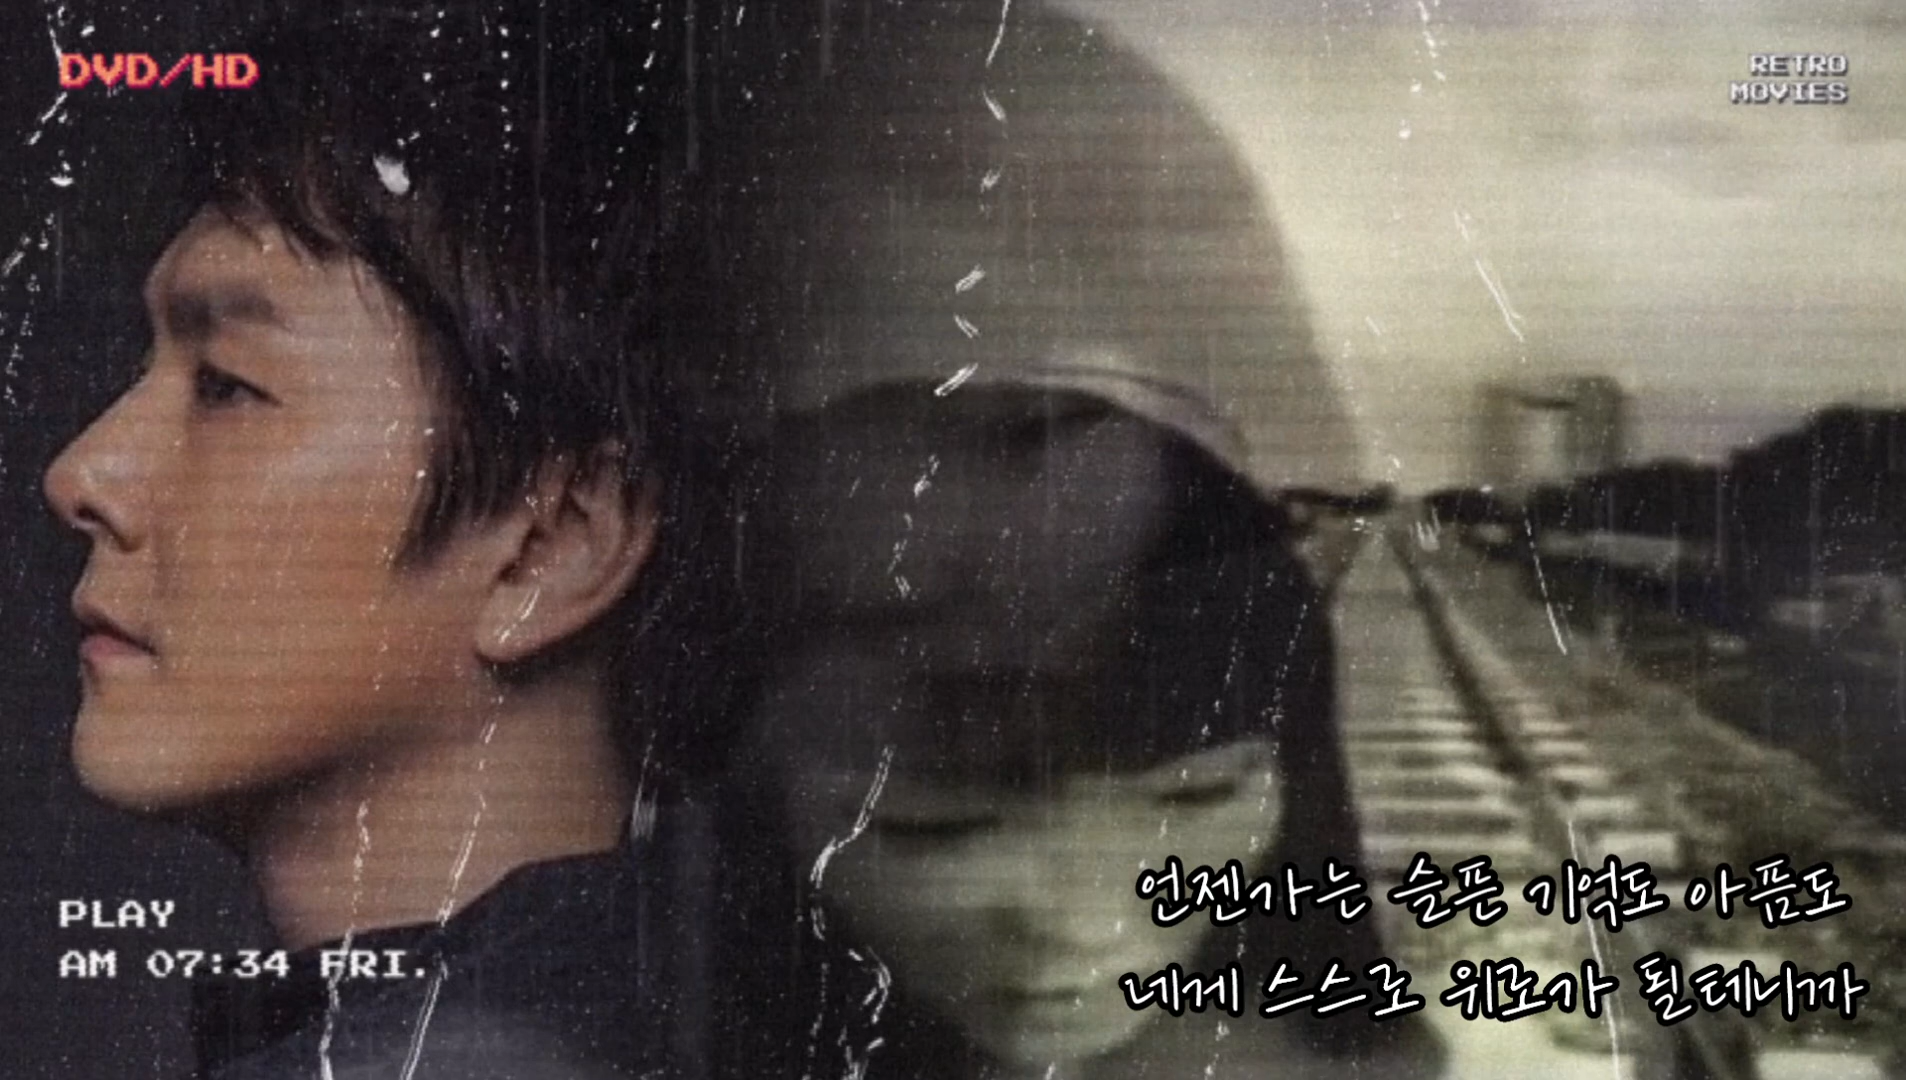 DVD/HD
RETRO
MOVIES
PLAY
AM 07:34 FRI.
언젠가는 슬픈 기억도 아픔도
네게 스스로 위로가 될테니까